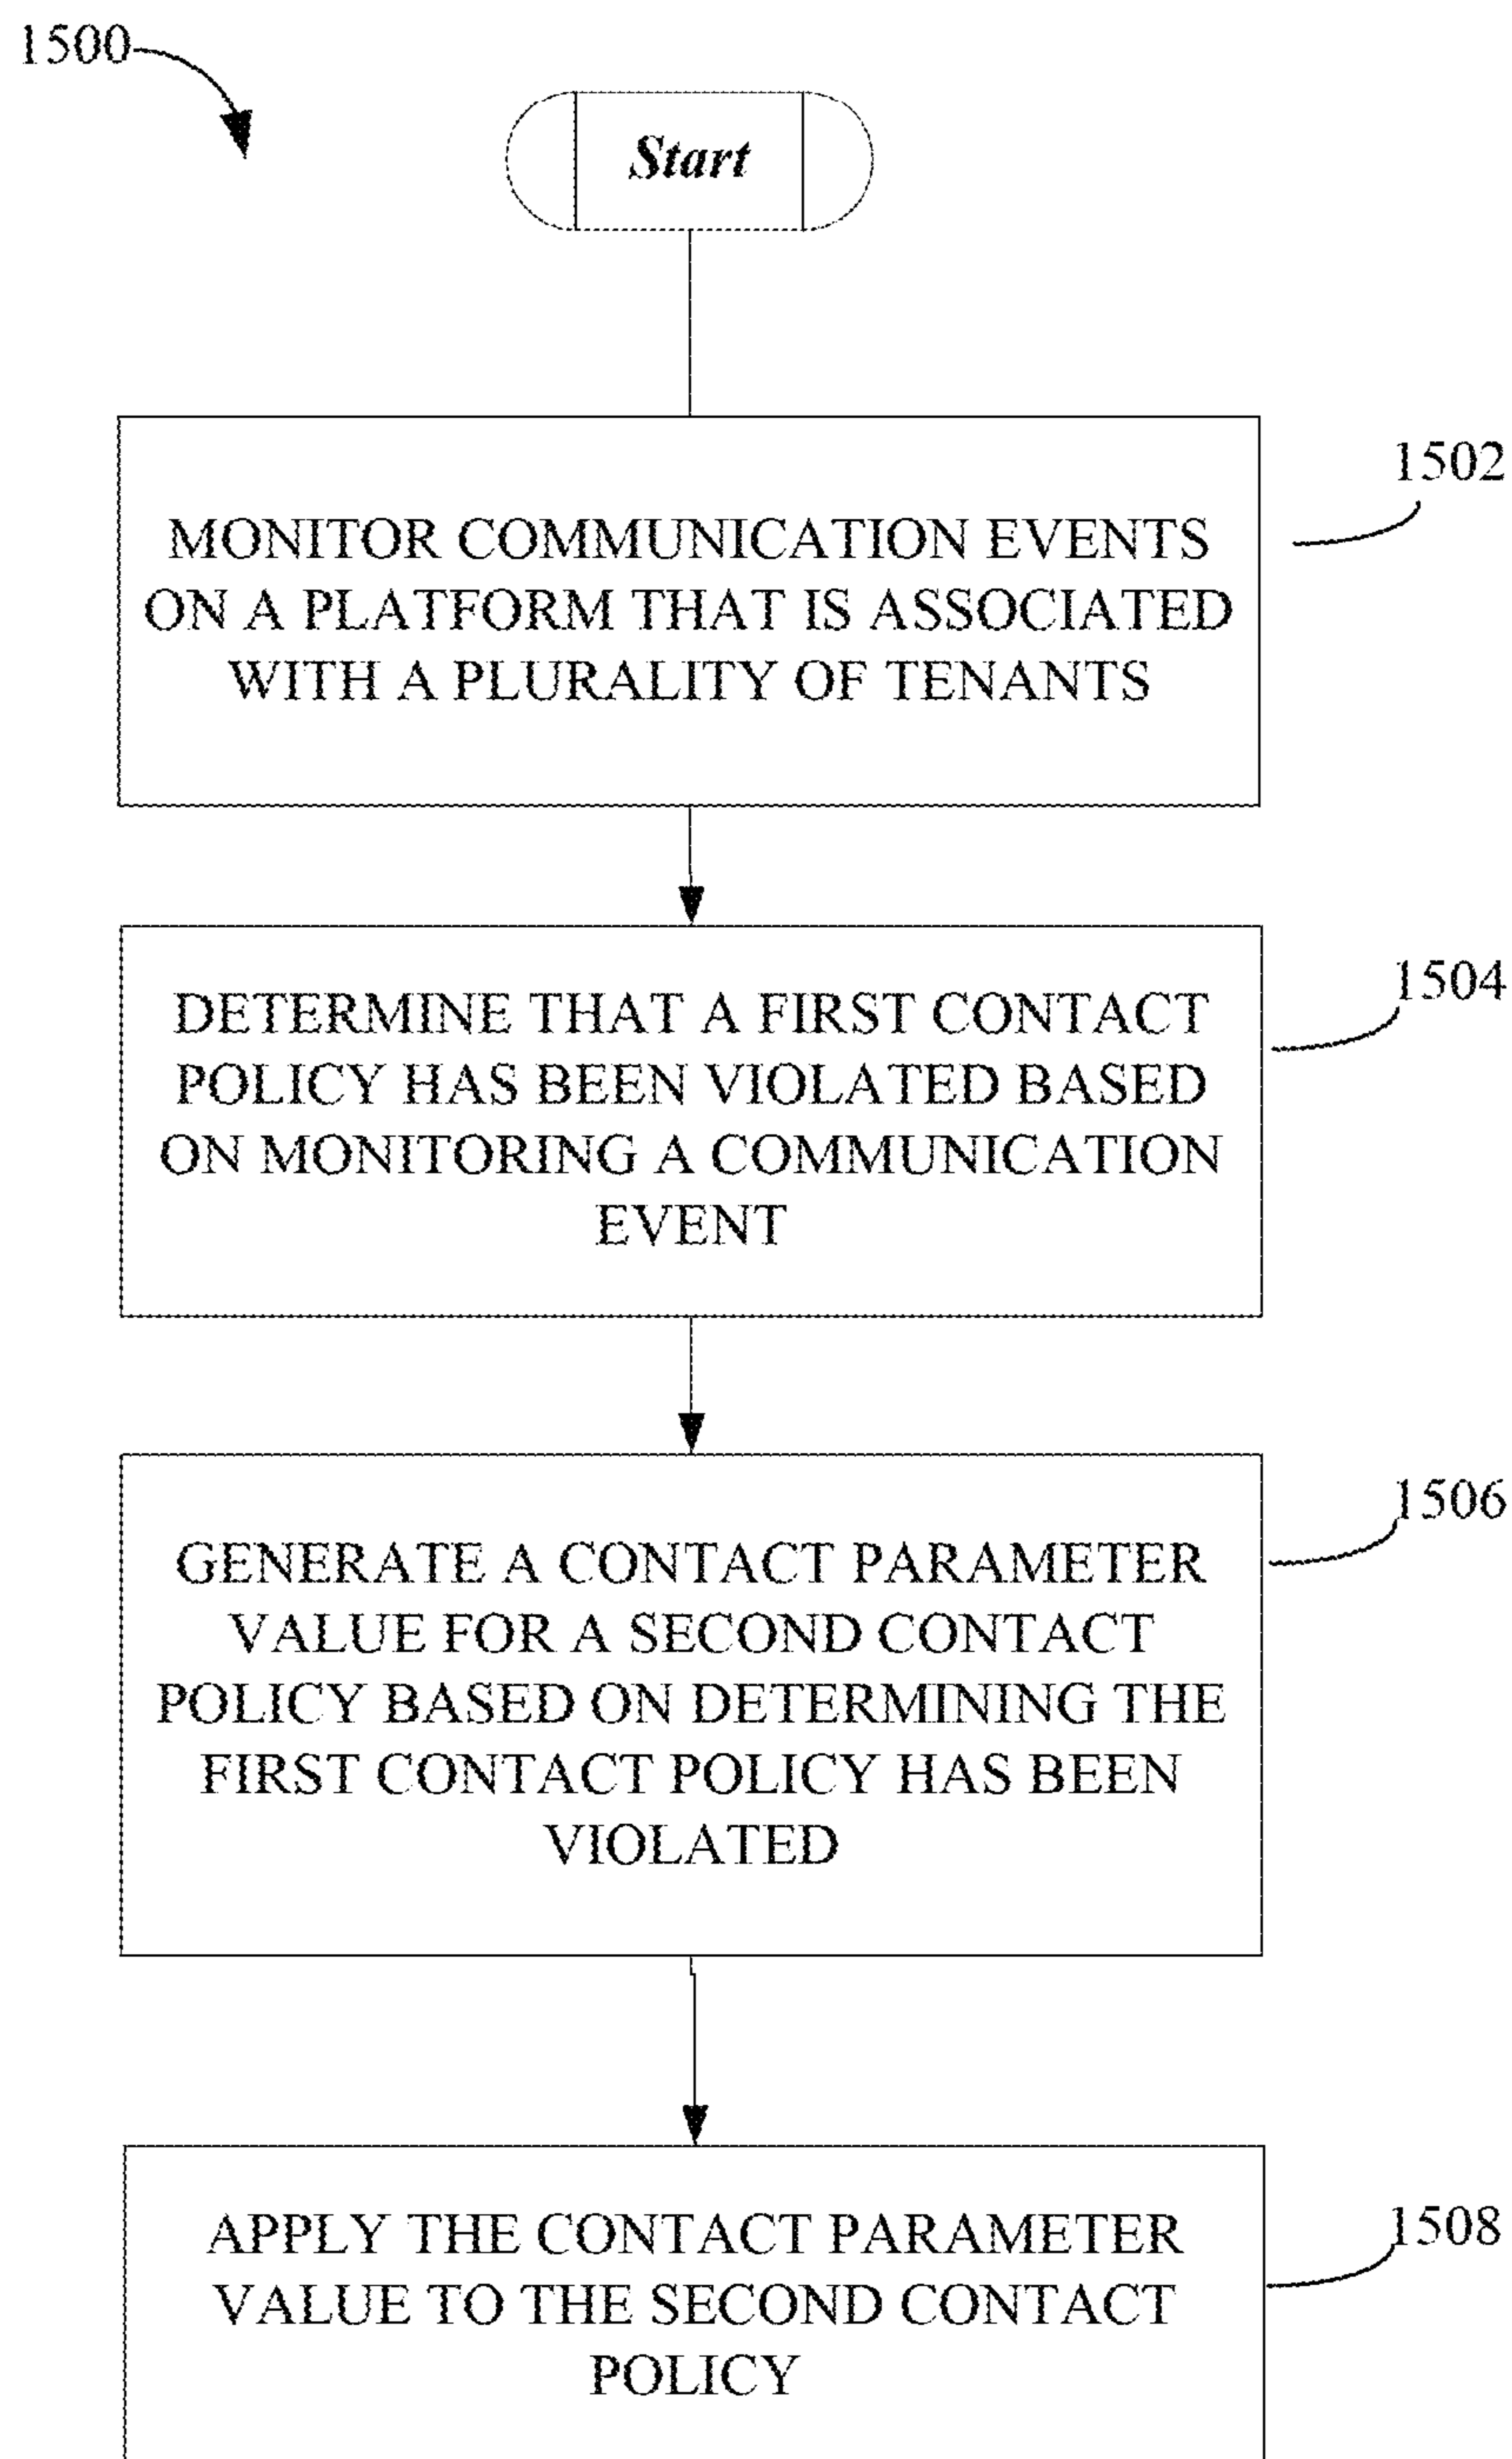 1500
Start
1502
MONITOR COMMUNICATION EVENTS
ON A PLATFORM THAT IS ASSOCIATED
WITH A PLURALITY OF TENANTS
1504
DETERMINE THAT A FIRST CONTACT
POLICY HAS BEEN VIOLATED BASED
ON MONITORING A COMMUNICATION
EVENT
1506
GENERATE A CONTACT PARAMETER
VALUE FOR A SECOND CONTACT
POLICY BASED ON DETERMINING THE
FIRST CONTACT POLICY HAS BEEN
VIOLATED
1508
APPLY THE CONTACT PARAMETER
VALUE TO THE SECOND CONTACT
POLICY